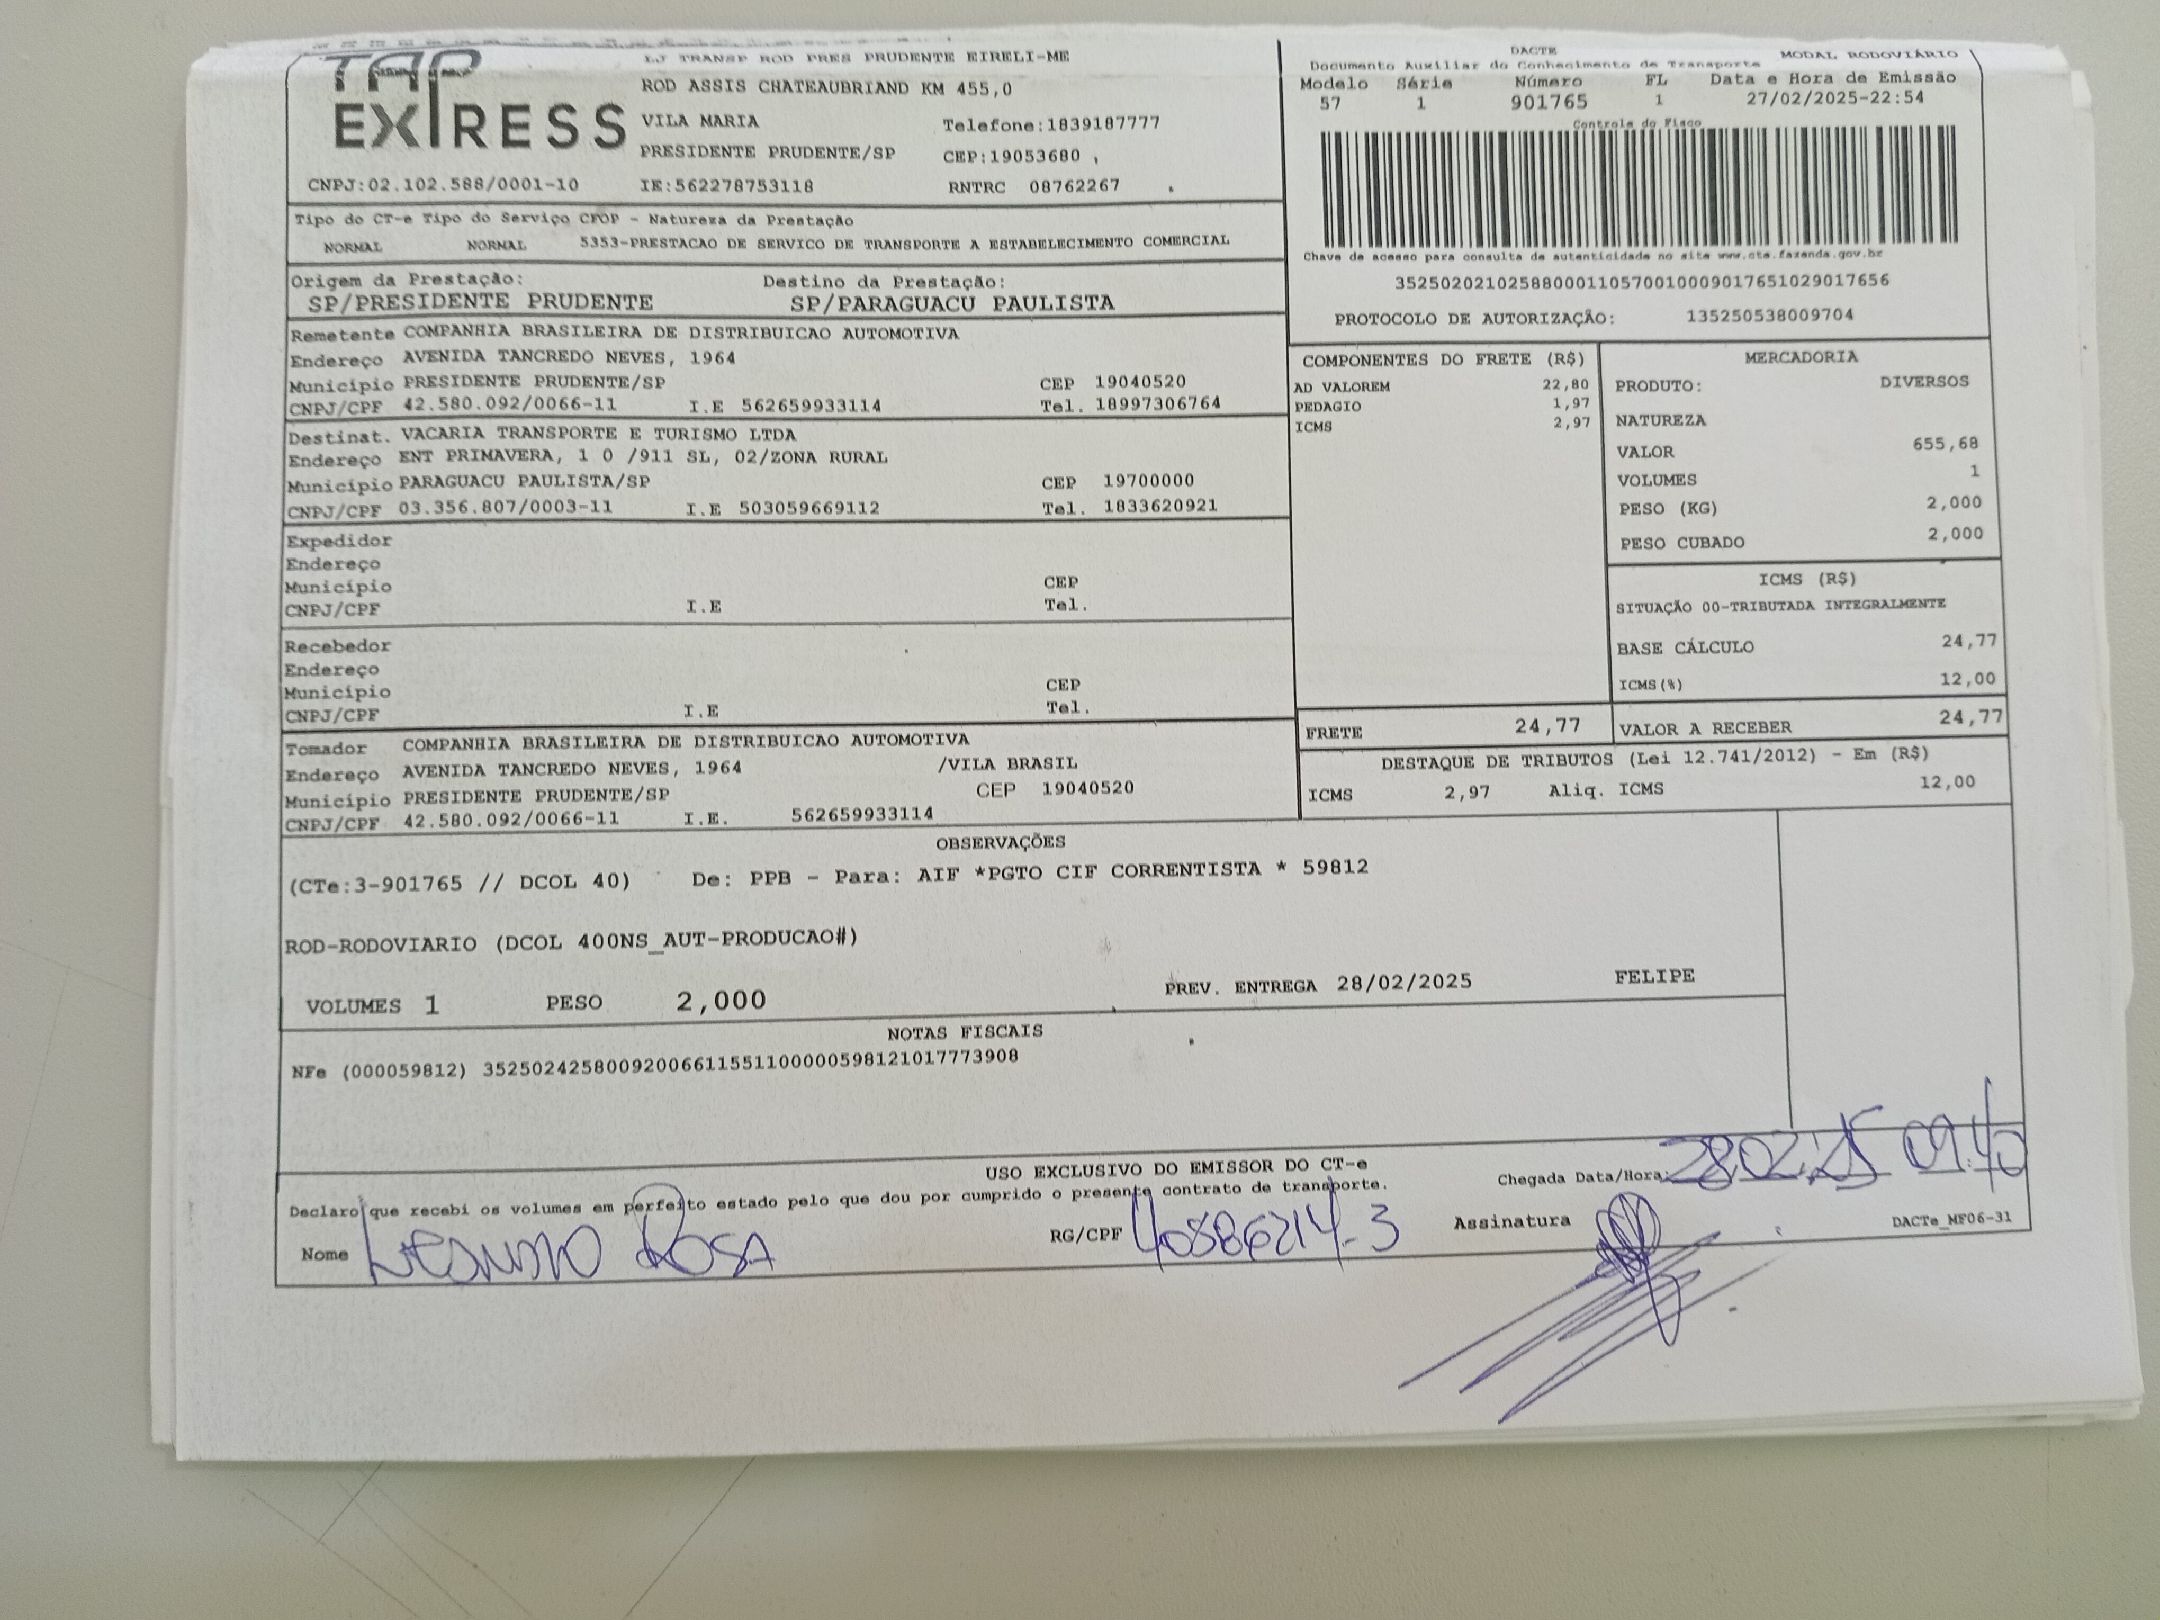 TAP
EXPRESS
LJ TRANSP ROD PRES PRUDENTE EIRELI-ME
ROD ASSIS CHATEAUBRIAND KM 455,0
VILA MARIA Telefone:1839187777
PRESIDENTE PRUDENTE/SP CEP:19053680
CNPJ:02.102.588/0001-10 IE:562278753118 RNTRC 08762267
DACTE MODAL RODOVIÁRIO
Documento Auxiliar do Conhecimento de Transporte
Modelo Série Número FL Data e Hora de Emissão
57 1 901765 1 27/02/2025-22:54
Controle do Fisco
Chave de acesso para consulta de autenticidade no site www.cte.fazenda.gov.br
35250202102588000110570010009017651029017656
PROTOCOLO DE AUTORIZAÇÃO: 135250538009704
Tipo do CT-e Tipo do Serviço CFOP - Natureza da Prestação
NORMAL NORMAL 5353-PRESTACAO DE SERVICO DE TRANSPORTE A ESTABELECIMENTO COMERCIAL
Origem da Prestação: Destino da Prestação:
SP/PRESIDENTE PRUDENTE SP/PARAGUACU PAULISTA
Remetente COMPANHIA BRASILEIRA DE DISTRIBUICAO AUTOMOTIVA
Endereço AVENIDA TANCREDO NEVES, 1964
Município PRESIDENTE PRUDENTE/SP CEP 19040520
CNPJ/CPF 42.580.092/0066-11 I.E 562659933114 Tel. 18997306764
Destinat. VACARIA TRANSPORTE E TURISMO LTDA
Endereço ENT PRIMAVERA, 1 0 /911 SL, 02/ZONA RURAL
Município PARAGUACU PAULISTA/SP CEP 19700000
CNPJ/CPF 03.356.807/0003-11 I.E 503059669112 Tel. 1833620921
Expedidor
Endereço
Município CEP
CNPJ/CPF I.E Tel.
Recebedor
Endereço
Município CEP
CNPJ/CPF I.E Tel.
Tomador COMPANHIA BRASILEIRA DE DISTRIBUICAO AUTOMOTIVA
Endereço AVENIDA TANCREDO NEVES, 1964 /VILA BRASIL
Município PRESIDENTE PRUDENTE/SP CEP 19040520
CNPJ/CPF 42.580.092/0066-11 I.E. 562659933114
COMPONENTES DO FRETE (R$)
AD VALOREM 22,80
PEDAGIO 1,97
ICMS 2,97
MERCADORIA
PRODUTO: DIVERSOS
NATUREZA
VALOR 655,68
VOLUMES 1
PESO (KG) 2,000
PESO CUBADO 2,000
ICMS (R$)
SITUAÇÃO 00-TRIBUTADA INTEGRALMENTE
BASE CÁLCULO 24,77
ICMS(%) 12,00
FRETE 24,77 VALOR A RECEBER 24,77
DESTAQUE DE TRIBUTOS (Lei 12.741/2012) - Em (R$)
ICMS 2,97 Aliq. ICMS 12,00
OBSERVAÇÕES
(CTe:3-901765 // DCOL 40) De: PPB - Para: AIF *PGTO CIF CORRENTISTA * 59812
ROD-RODOVIARIO (DCOL 400NS_AUT-PRODUCAO#)
VOLUMES 1 PESO 2,000 PREV. ENTREGA 28/02/2025 FELIPE
NOTAS FISCAIS
NFe (000059812) 35250242580092006611551100000598121017773908
USO EXCLUSIVO DO EMISSOR DO CT-e
Declaro que recebi os volumes em perfeito estado pelo que dou por cumprido o presente contrato de transporte.
Chegada Data/Hora: 28.02.25 09:40
Nome Rosa RG/CPF 40586214-3 Assinatura
DACTe_MF06-31